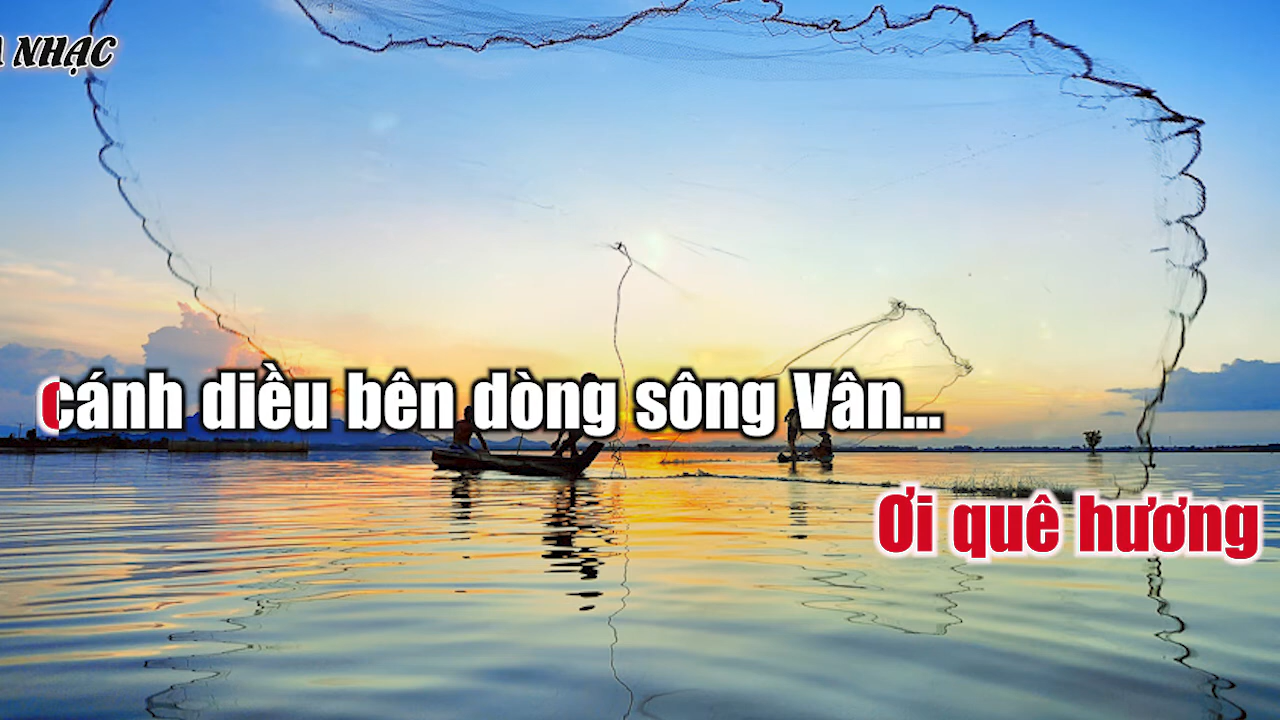 NHẠC
cánh diều bên dòng sông Vân...
Ơi quê hương